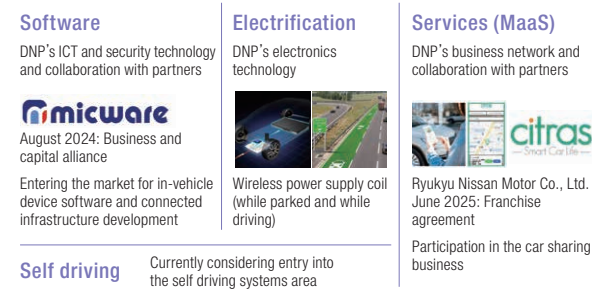 Software
DNP's ICT and security technology
and collaboration with partners
micware
August 2024: Business and
capital alliance
Entering the market for in-vehicle
device software and connected
infrastructure development
Electrification
DNP's electronics
technology
Wireless power supply coil
(while parked and while
driving)
Services (MaaS)
DNP's business network and
collaboration with partners
citras
Smart Car Life
Ryukyu Nissan Motor Co., Ltd.
June 2025: Franchise
agreement
Participation in the car sharing
business
Self driving
Currently considering entry into
the self driving systems area